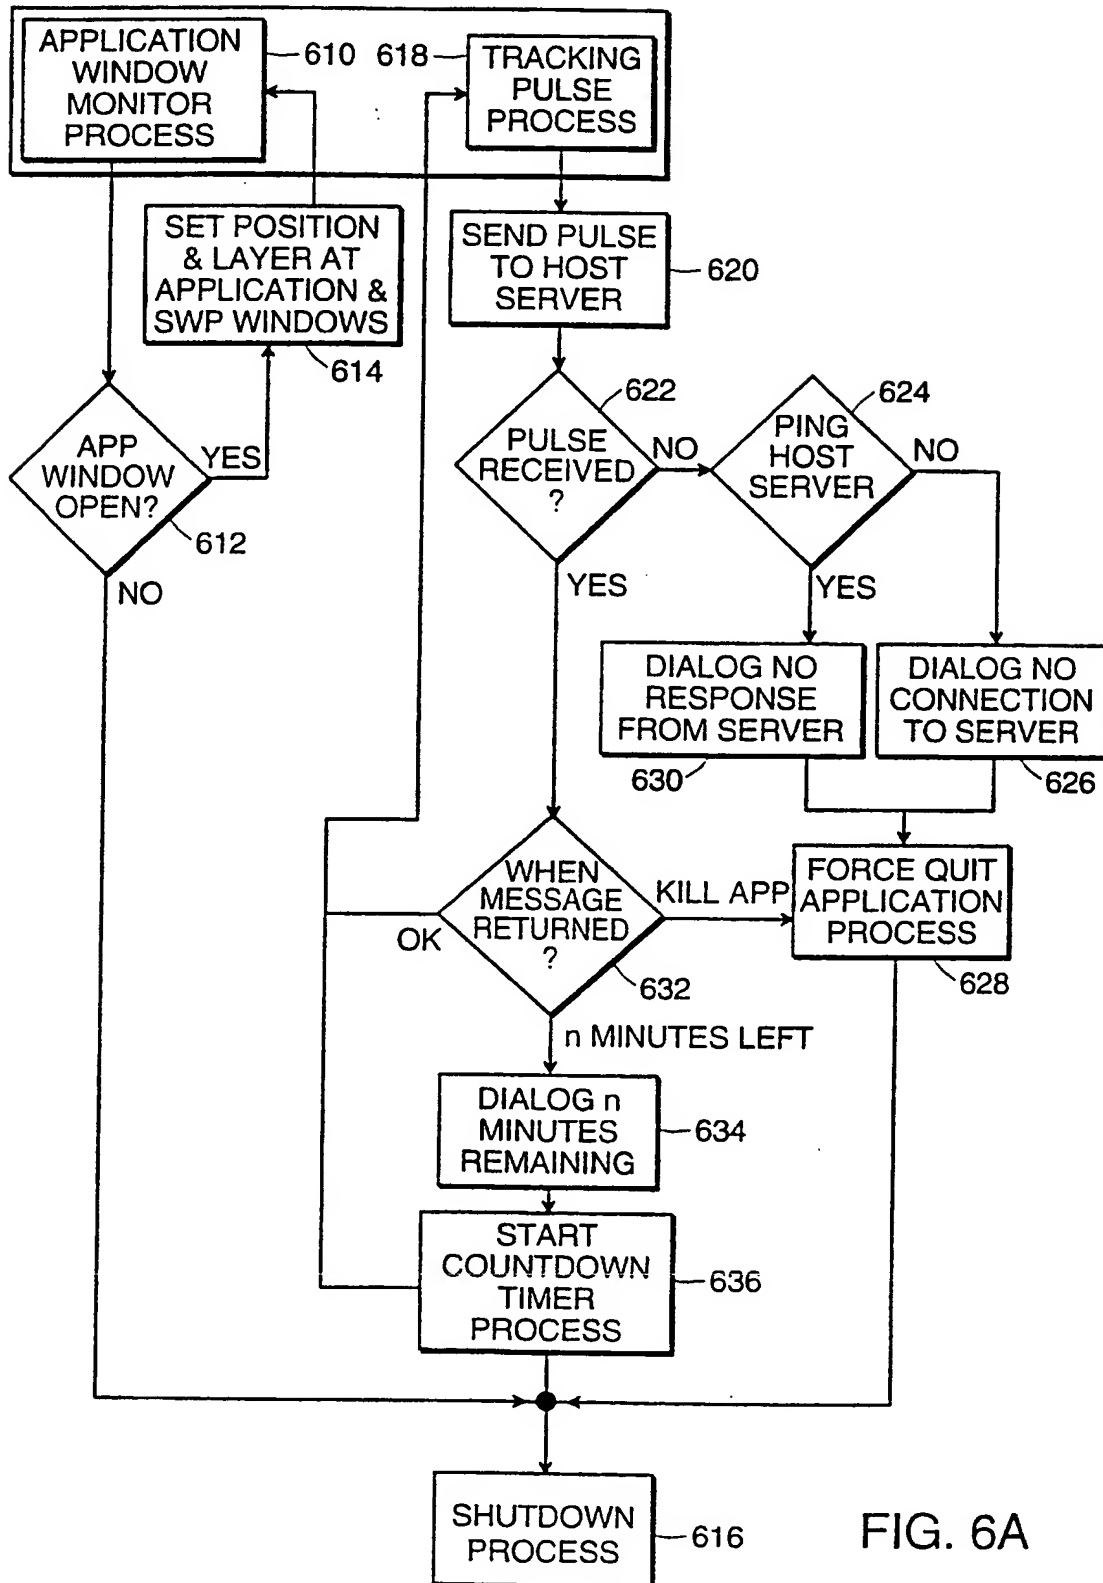 APPLICATION
WINDOW
MONITOR
PROCESS
610
618
TRACKING
PULSE
PROCESS
SET POSITION
& LAYER AT
APPLICATION &
SWP WINDOWS
614
SEND PULSE
TO HOST
SERVER
620
APP
WINDOW
OPEN?
YES
612
NO
622
PULSE
RECEIVED
?
NO
YES
624
PING
HOST
SERVER
NO
YES
DIALOG NO
RESPONSE
FROM SERVER
630
DIALOG NO
CONNECTION
TO SERVER
626
WHEN
MESSAGE
RETURNED
?
OK
KILL APP
632
FORCE QUIT
APPLICATION
PROCESS
628
n MINUTES LEFT
DIALOG n
MINUTES
REMAINING
634
START
COUNTDOWN
TIMER
PROCESS
636
SHUTDOWN
PROCESS
616
FIG. 6A